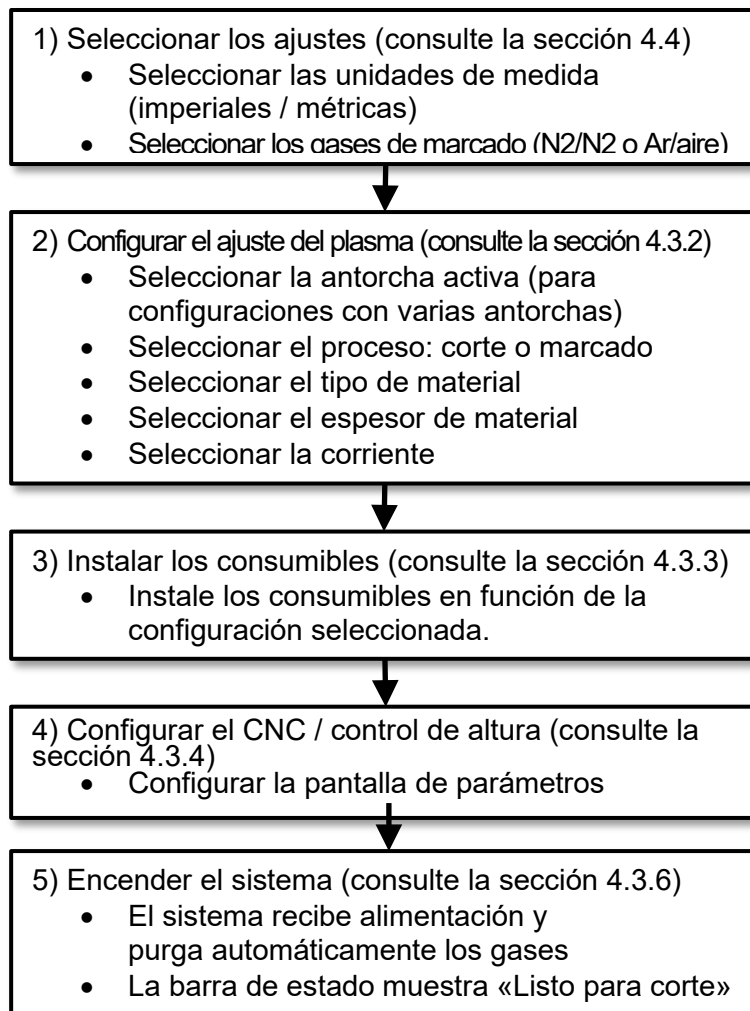 1) Seleccionar los ajustes (consulte la sección 4.4)
• Seleccionar las unidades de medida
(imperiales / métricas)
• Seleccionar los gases de marcado (N2/N2 o Ar/aire)
2) Configurar el ajuste del plasma (consulte la sección 4.3.2)
• Seleccionar la antorcha activa (para
configuraciones con varias antorchas)
• Seleccionar el proceso: corte o marcado
• Seleccionar el tipo de material
• Seleccionar el espesor de material
• Seleccionar la corriente
3) Instalar los consumibles (consulte la sección 4.3.3)
• Instale los consumibles en función de la
configuración seleccionada.
4) Configurar el CNC / control de altura (consulte la
sección 4.3.4)
• Configurar la pantalla de parámetros
5) Encender el sistema (consulte la sección 4.3.6)
• El sistema recibe alimentación y
purga automáticamente los gases
• La barra de estado muestra «Listo para corte»